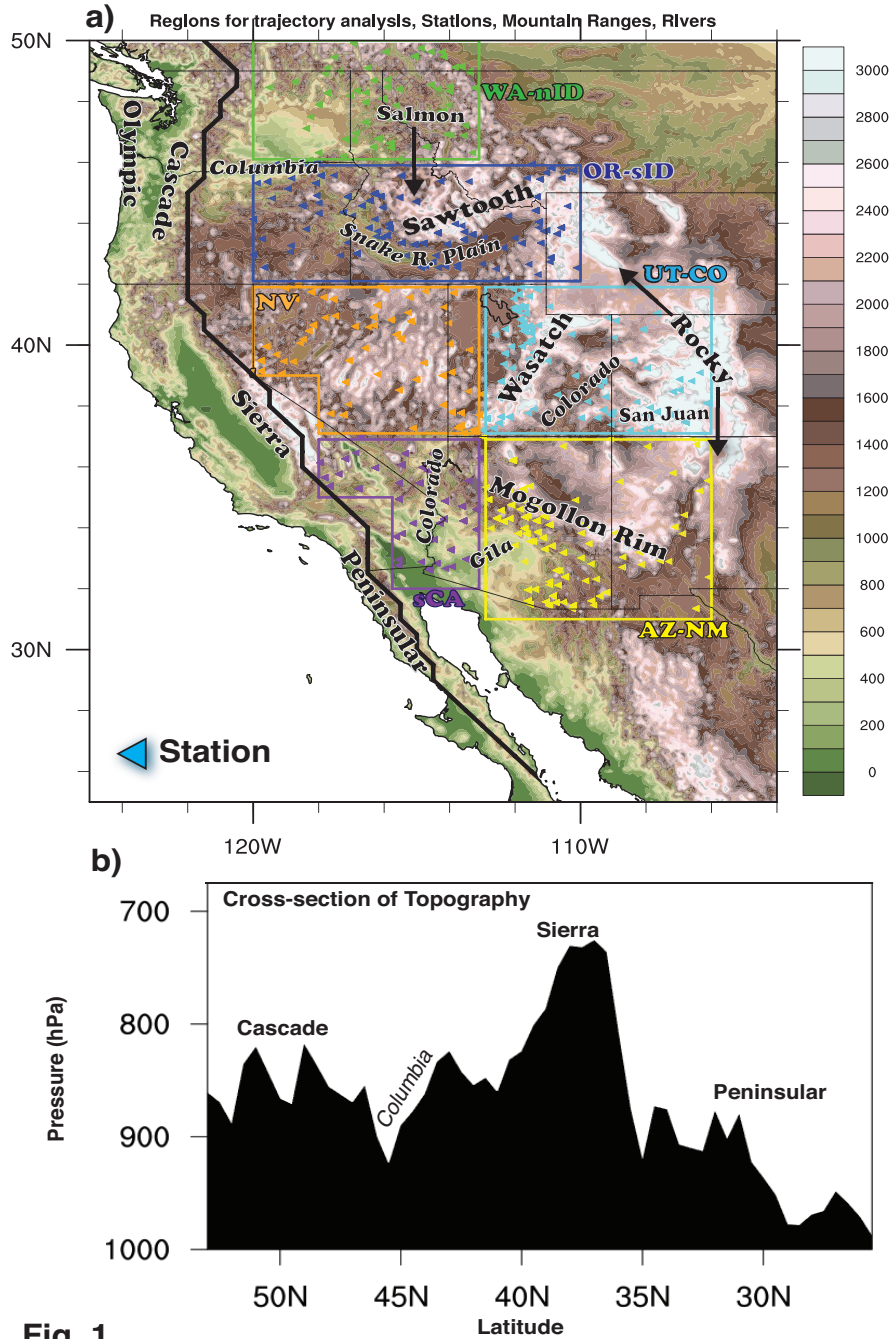 a)
Regions for trajectory analysis, Stations, Mountain Ranges, RIvers
50N
40N
30N
120W
110W
WA-nID
Salmon
Olympic
Cascade
Columbia
OR-sID
Sawtooth
Snake R. Plain
UT-CO
NV
Rocky
Wasatch
Colorado
San Juan
Sierra
Colorado
Mogollon Rim
Gila
sCA
Peninsular
AZ-NM
Station
3000
2800
2600
2400
2200
2000
1800
1600
1400
1200
1000
800
600
400
200
0
b)
Cross-section of Topography
700
800
900
1000
Pressure (hPa)
Cascade
Columbia
Sierra
Peninsular
50N
45N
40N
35N
30N
Latitude
Fig. 1